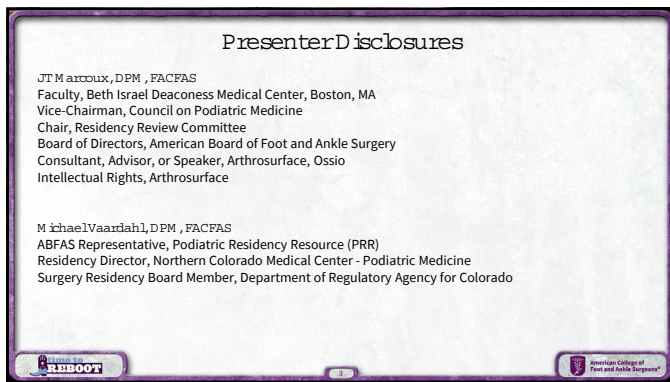 Presenter Disclosures
JT Marcoux, DPM, FACFAS
Faculty, Beth Israel Deaconess Medical Center, Boston, MA
Vice-Chairman, Council on Podiatric Medicine
Chair, Residency Review Committee
Board of Directors, American Board of Foot and Ankle Surgery
Consultant, Advisor, or Speaker, Arthrosurface, Ossio
Intellectual Rights, Arthrosurface
Michael Vaardahl, DPM, FACFAS
ABFAS Representative, Podiatric Residency Resource (PRR)
Residency Director, Northern Colorado Medical Center - Podiatric Medicine
Surgery Residency Board Member, Department of Regulatory Agency for Colorado
time to
REBOOT
3
American College of
Foot and Ankle Surgeons®